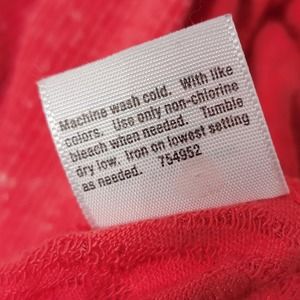 Machine wash cold. With like
colors. Use only non-chlorine
bleach when needed. Tumble
dry low. Iron on lowest setting
as needed. 754952